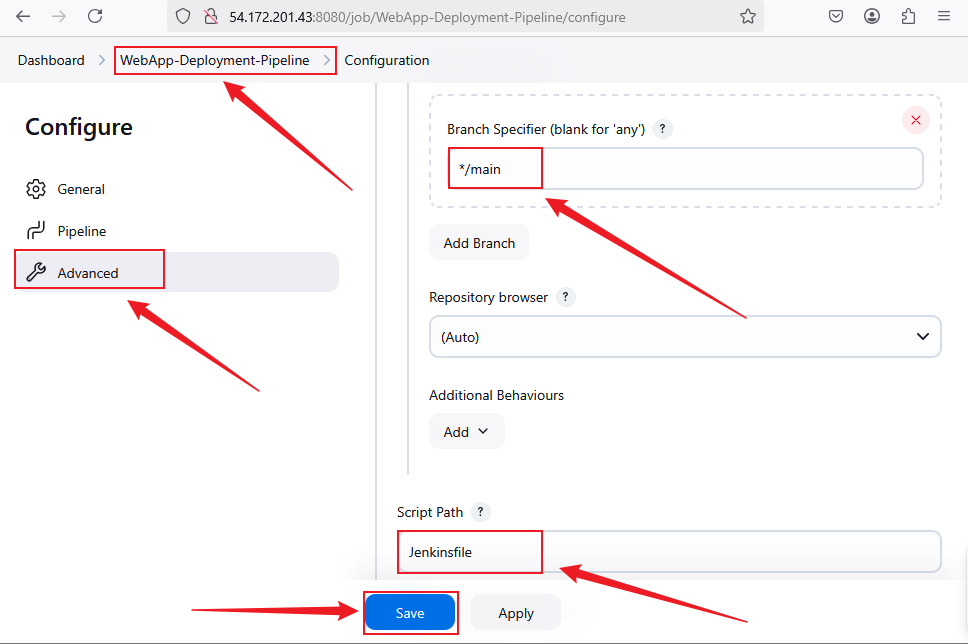 54.172.201.43:8080/job/WebApp-Deployment-Pipeline/configure
Dashboard > WebApp-Deployment-Pipeline > Configuration
Configure
General
Pipeline
Advanced
Branch Specifier (blank for 'any') ?
*/main
Add Branch
Repository browser ?
(Auto)
Additional Behaviours
Add
Script Path ?
Jenkinsfile
Save Apply